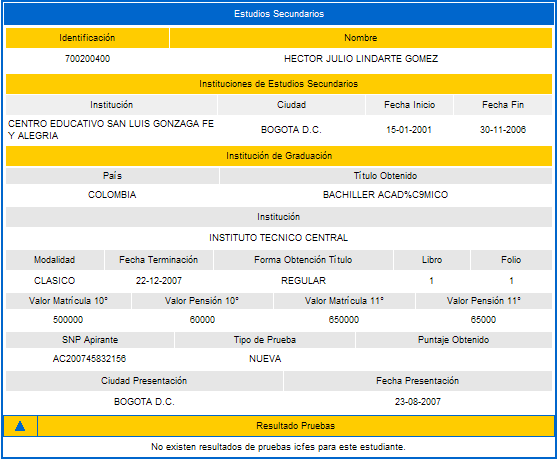 Estudios Secundarios
Identificación Nombre
700200400 HECTOR JULIO LINDARTE GOMEZ
Instituciones de Estudios Secundarios
Institución Ciudad Fecha Inicio Fecha Fin
CENTRO EDUCATIVO SAN LUIS GONZAGA FE
Y ALEGRIA BOGOTA D.C. 15-01-2001 30-11-2006
Institución de Graduación
País Título Obtenido
COLOMBIA BACHILLER ACAD%C9MICO
Institución
INSTITUTO TECNICO CENTRAL
Modalidad Fecha Terminación Forma Obtención Título Libro Folio
CLASICO 22-12-2007 REGULAR 1 1
Valor Matrícula 10° Valor Pensión 10° Valor Matrícula 11° Valor Pensión 11°
500000 60000 650000 65000
SNP Apirante Tipo de Prueba Puntaje Obtenido
AC200745832156 NUEVA
Ciudad Presentación Fecha Presentación
BOGOTA D.C. 23-08-2007
Resultado Pruebas
No existen resultados de pruebas icfes para este estudiante.